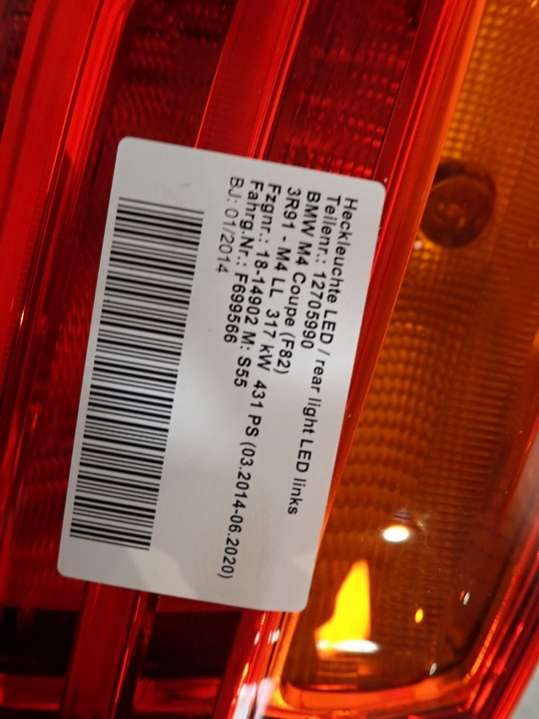 Heckleuchte LED / rear light LED links
Teilenr.: 12705990
BMW M4 Coupe (F82)
3R91 - M4 LL 317 kW 431 PS (03.2014-06.2020)
Fzgnr.: 18-14902 M: S55
Fahrg.Nr.: F699566
BJ: 01/2014